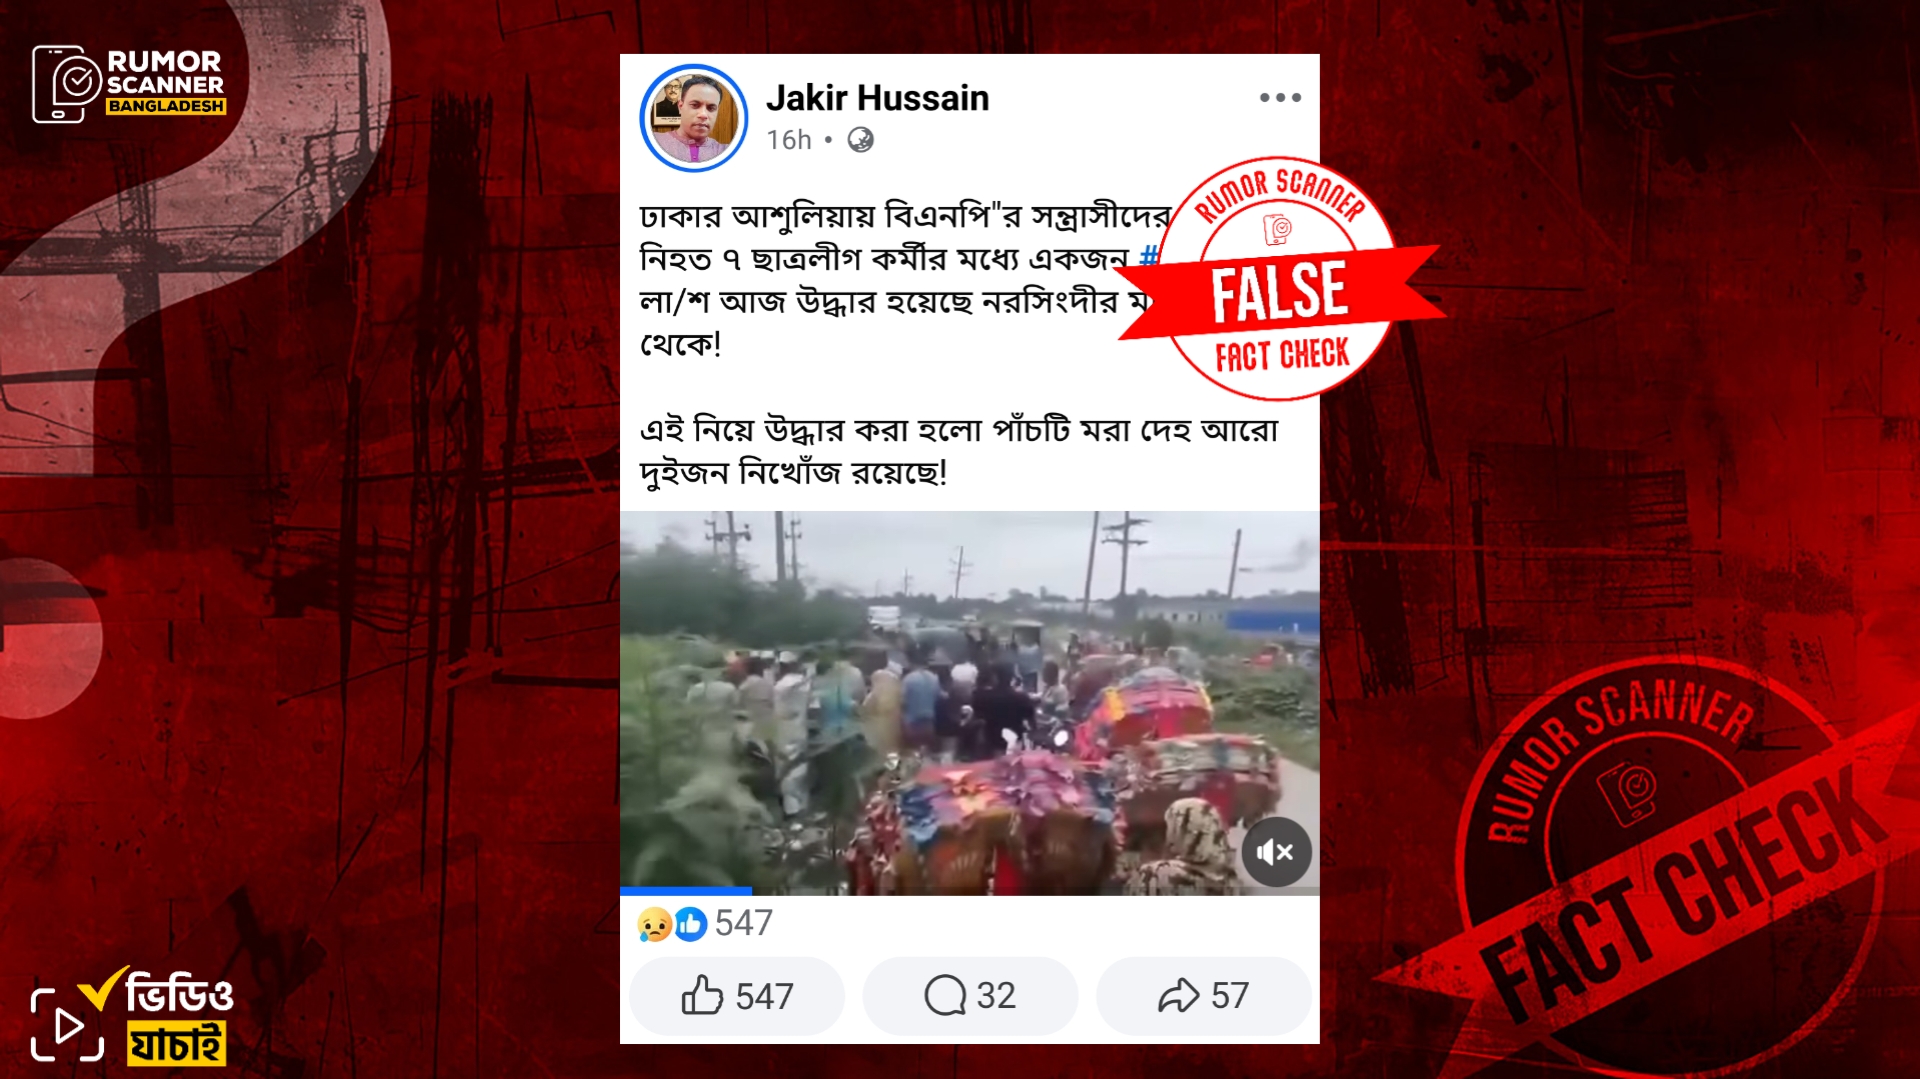 RUMOR
SCANNER
BANGLADESH
Jakir Hussain
16h
ঢাকার আশুলিয়ায় বিএনপি"র সন্ত্রাসীদের
নিহত ৭ ছাত্রলীগ কর্মীর মধ্যে একজন #
লা/শ আজ উদ্ধার হয়েছে নরসিংদীর
থেকে!
এই নিয়ে উদ্ধার করা হলো পাঁচটি মরা দেহ আরো
দুইজন নিখোঁজ রয়েছে!
RUMOR SCANNER
FALSE
FACT CHECK
547
547
32
57
RUMOR SCANNER
FACT CHECK
ভিডিও
যাচাই